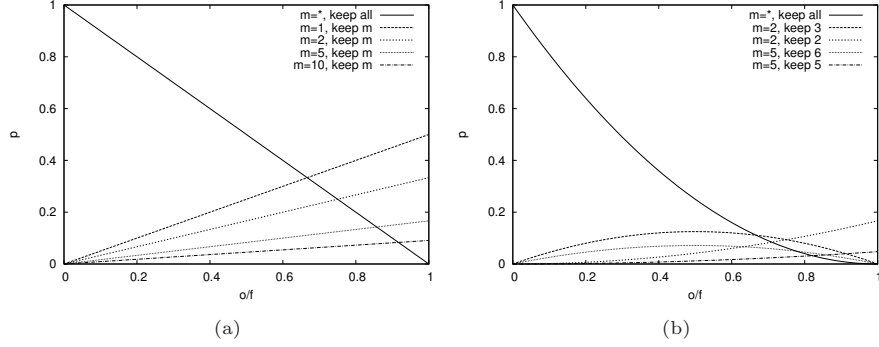 1
0.8
0.6
0.4
0.2
0
p
m=*, keep all
m=1, keep m
m=2, keep m
m=5, keep m
m=10, keep m
0 0.2 0.4 0.6 0.8 1
o/f
(a)
1
0.8
0.6
0.4
0.2
0
p
m=*, keep all
m=2, keep 3
m=2, keep 2
m=5, keep 6
m=5, keep 5
0 0.2 0.4 0.6 0.8 1
o/f
(b)